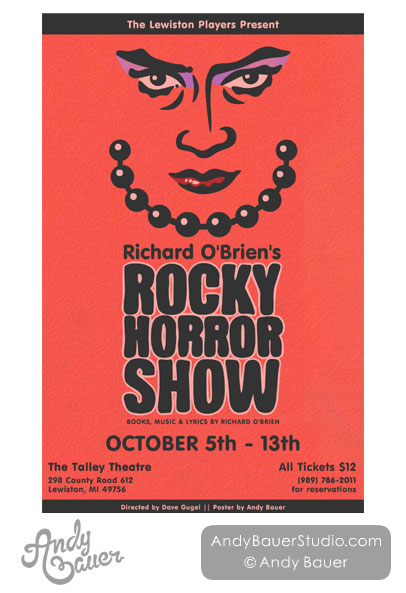 The Lewiston Players Present
Richard O'Brien's
ROCKY
HORROR
SHOW
BOOKS, MUSIC & LYRICS BY RICHARD O'BRIEN
OCTOBER 5th - 13th
The Talley Theatre
298 County Road 612
Lewiston, MI 49756
All Tickets $12
(989) 786-2011
for reservations
Directed by Dave Gugel || Poster by Andy Bauer
Andy
Bauer
AndyBauerStudio.com
© Andy Bauer